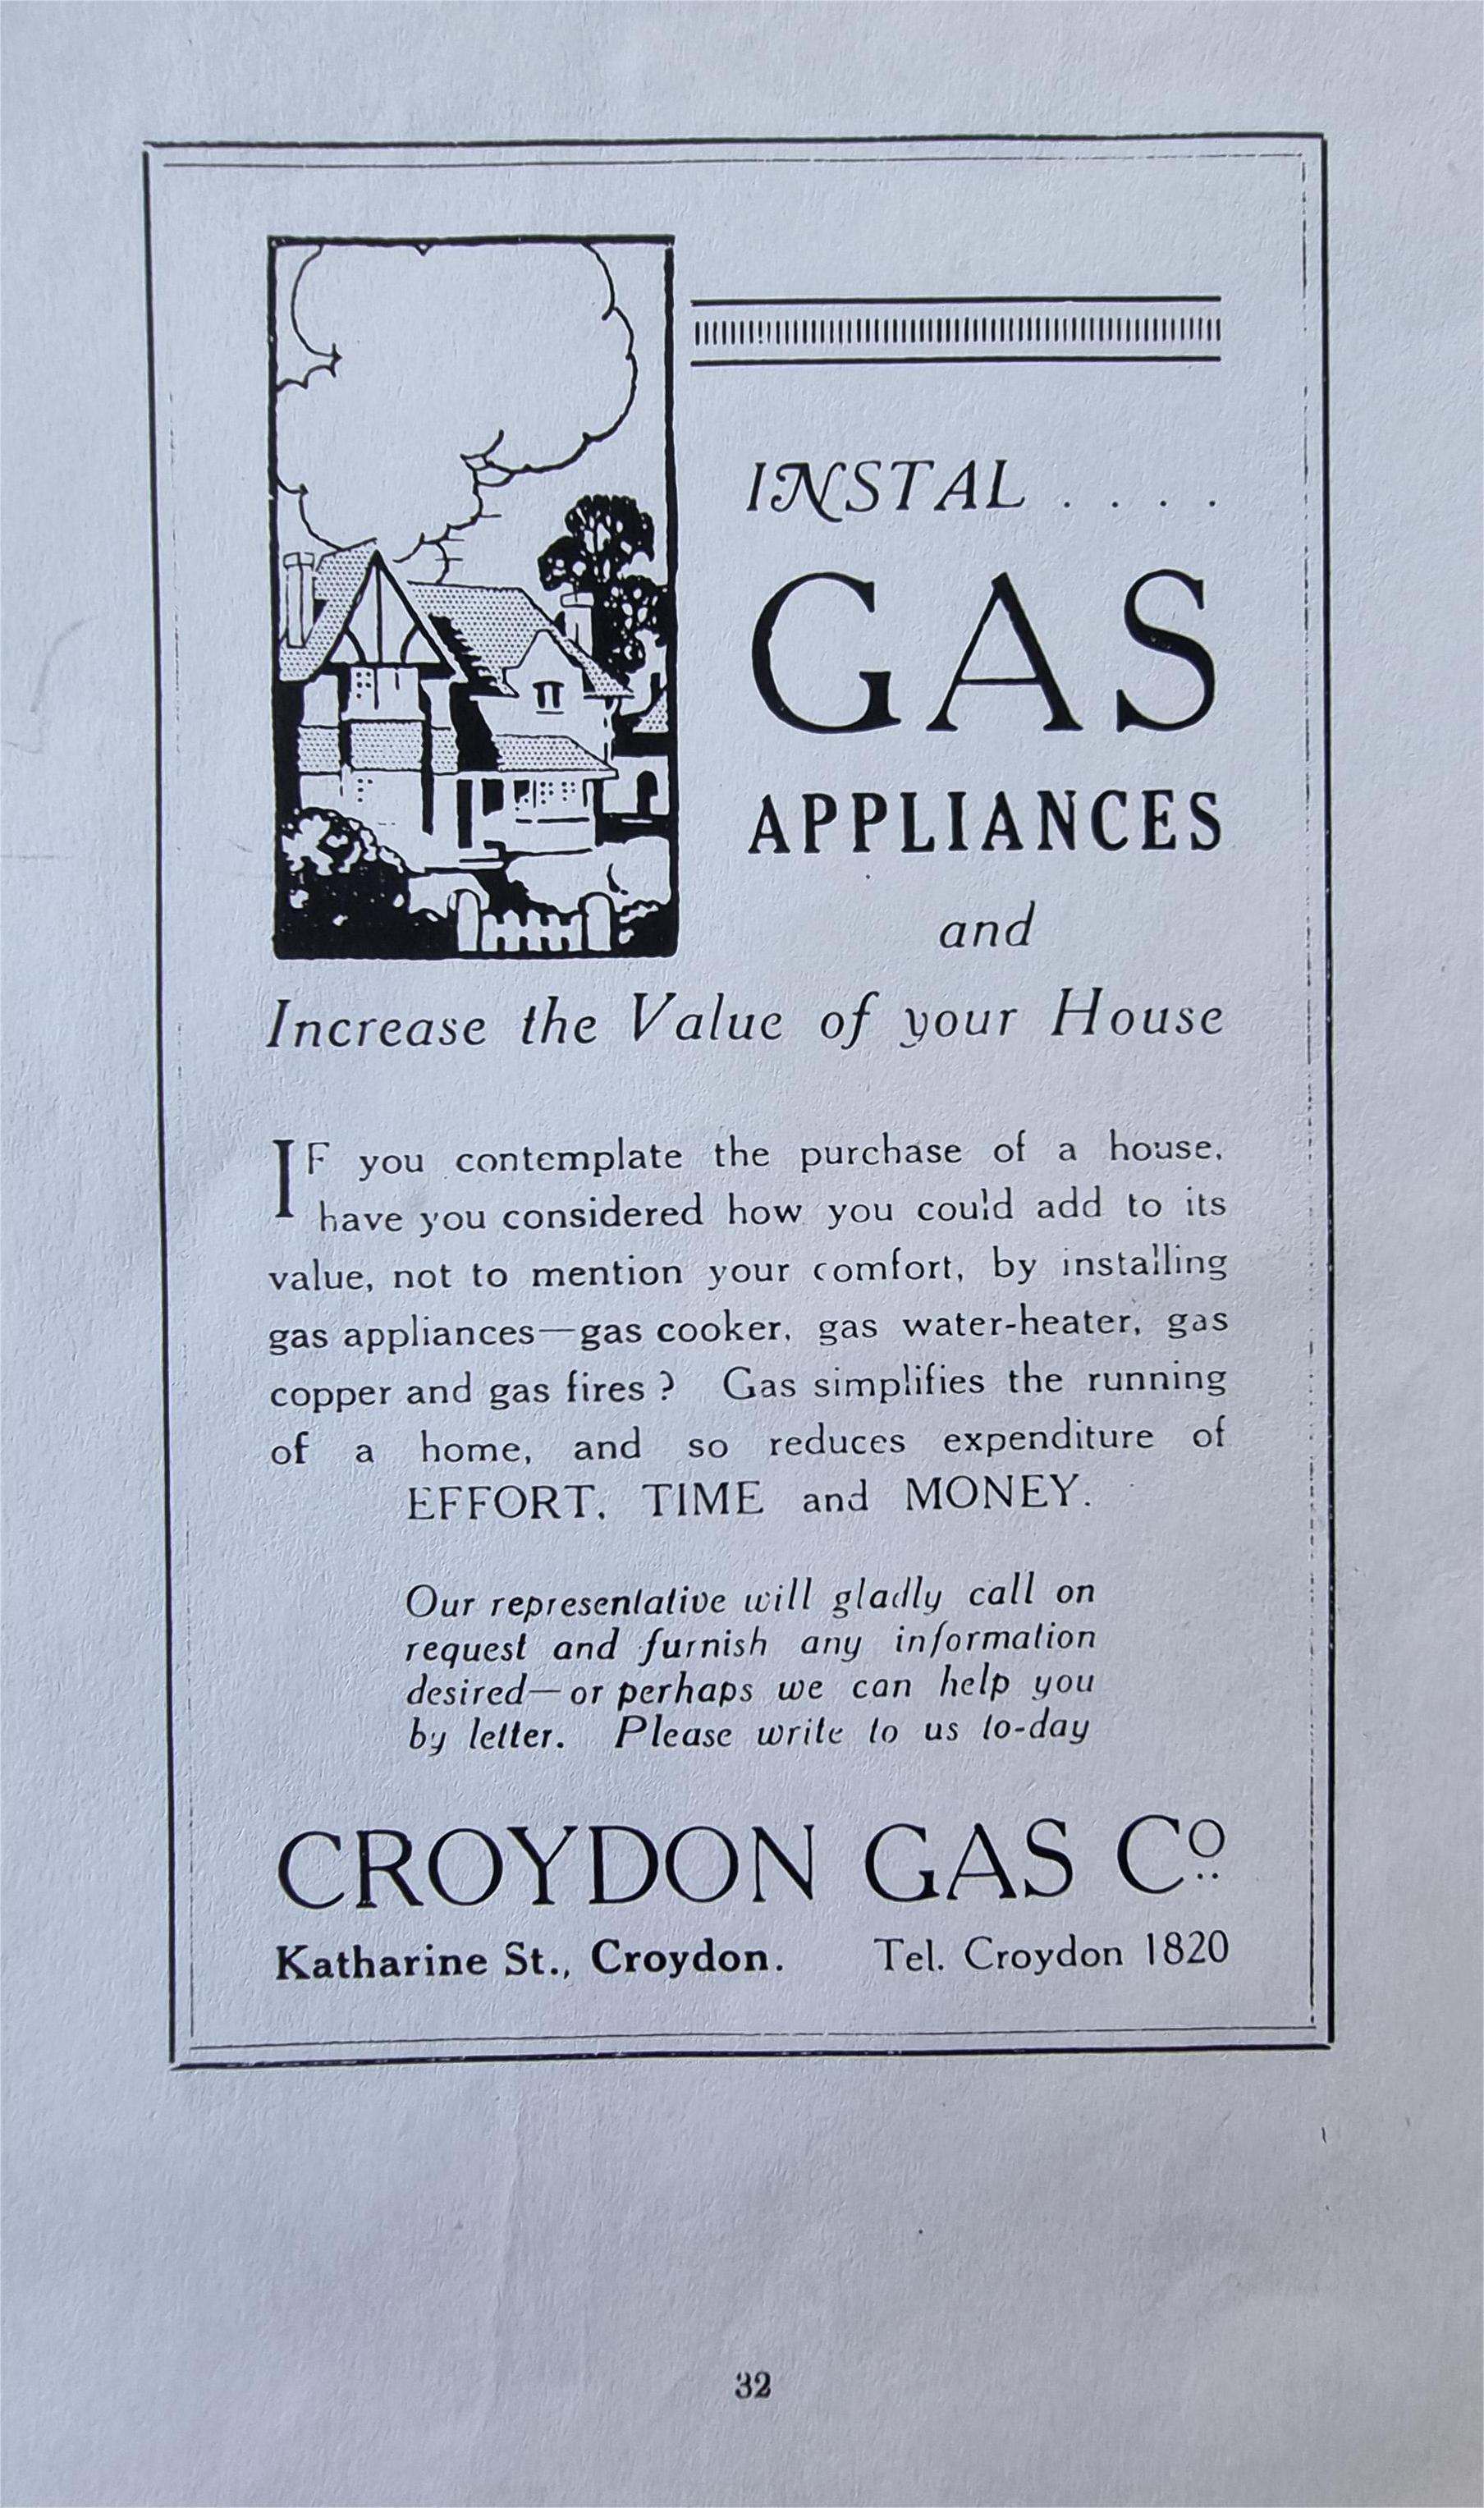 INSTAL . . . .
GAS
APPLIANCES
and
Increase the Value of your House
IF you contemplate the purchase of a house,
have you considered how you could add to its
value, not to mention your comfort, by installing
gas appliances—gas cooker, gas water-heater, gas
copper and gas fires ? Gas simplifies the running
of a home, and so reduces expenditure of
EFFORT, TIME and MONEY.
Our representative will gladly call on
request and furnish any information
desired—or perhaps we can help you
by letter. Please write to us to-day
CROYDON GAS Co.
Katharine St., Croydon. Tel. Croydon 1820
32